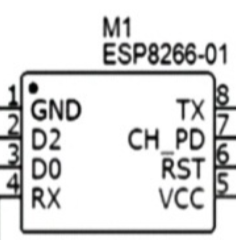 M1
ESP8266-01
1 GND TX 8
2 D2 CH_PD 7
3 D0 RST 6
4 RX VCC 5